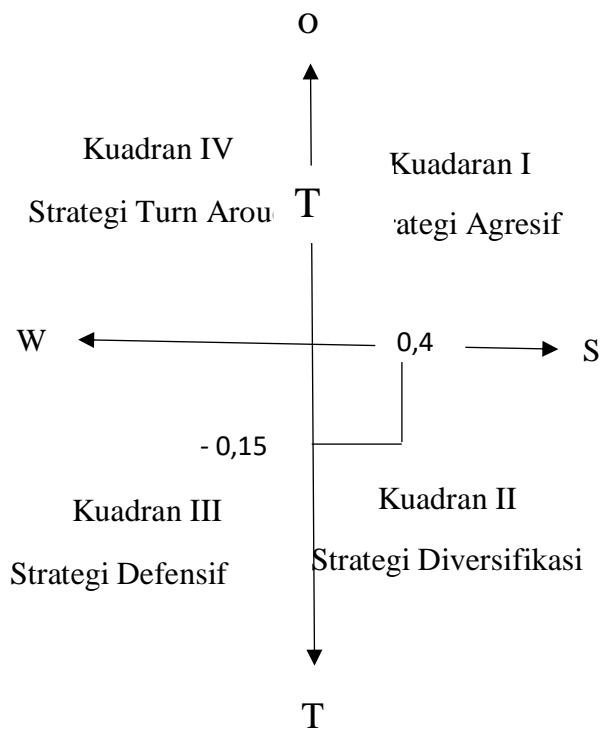 O
Kuadran IV
Kuadaran I
Strategi Turn Arou
T
rategi Agresif
W
0,4
S
- 0,15
Kuadran III
Kuadran II
Strategi Defensif
Strategi Diversifikasi
T